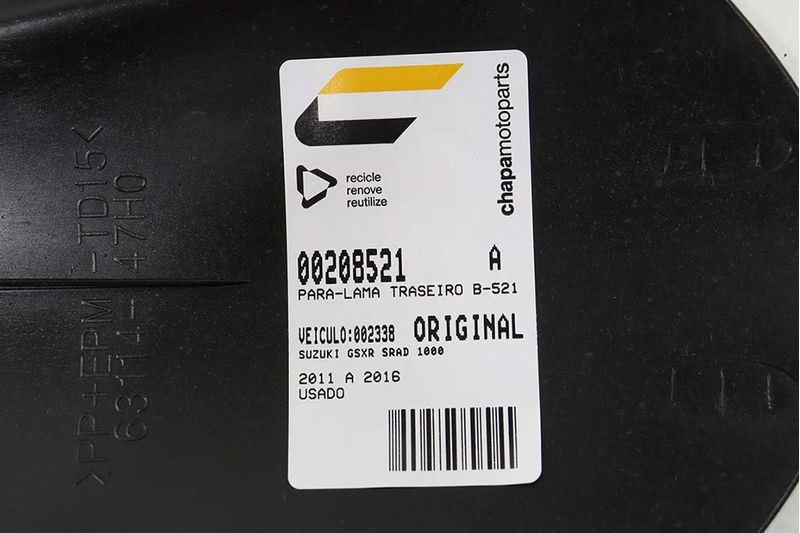 >PP+EPM -TD15<
63114-47H0
chapamotoparts
recicle
renove
reutilize
00208521 A
PARA-LAMA TRASEIRO B-521
VEICULO:002338 ORIGINAL
SUZUKI GSXR SRAD 1000
2011 A 2016
USADO